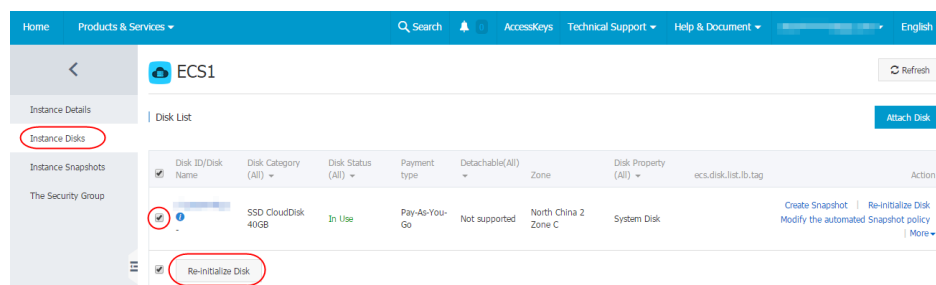 Home Products & Services Search 0 AccessKeys Technical Support Help & Document English
ECS1 Refresh
Instance Details
Disk List Attach Disk
Instance Disks
Instance Snapshots
The Security Group
Disk ID/Disk Name Disk Category (All) Disk Status (All) Payment type Detachable(All) Zone Disk Property (All) ecs.disk.list.lb.tag Action
SSD CloudDisk 40GB In Use Pay-As-You-Go Not supported North China 2 Zone C System Disk Create Snapshot | Re-initialize Disk
Modify the automated Snapshot policy
| More
-
Re-initialize Disk